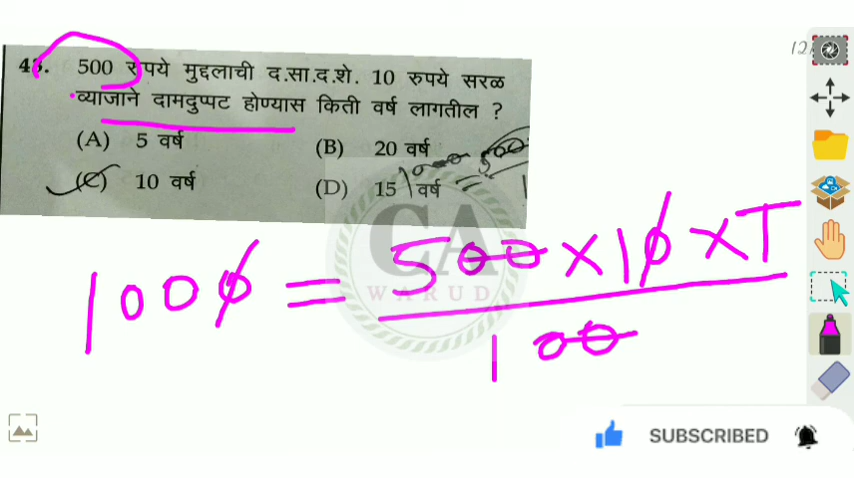 43. 500 रुपये मुद्दलाची द.सा.द.शे. 10 रुपये सरळ
व्याजाने दामदुप्पट होण्यास किती वर्ष लागतील ?
(A) 5 वर्ष (B) 20 वर्ष
(C) 10 वर्ष (D) 15 वर्ष
1000 = 500 x 10 x T
100
CA
WARUD
SUBSCRIBED